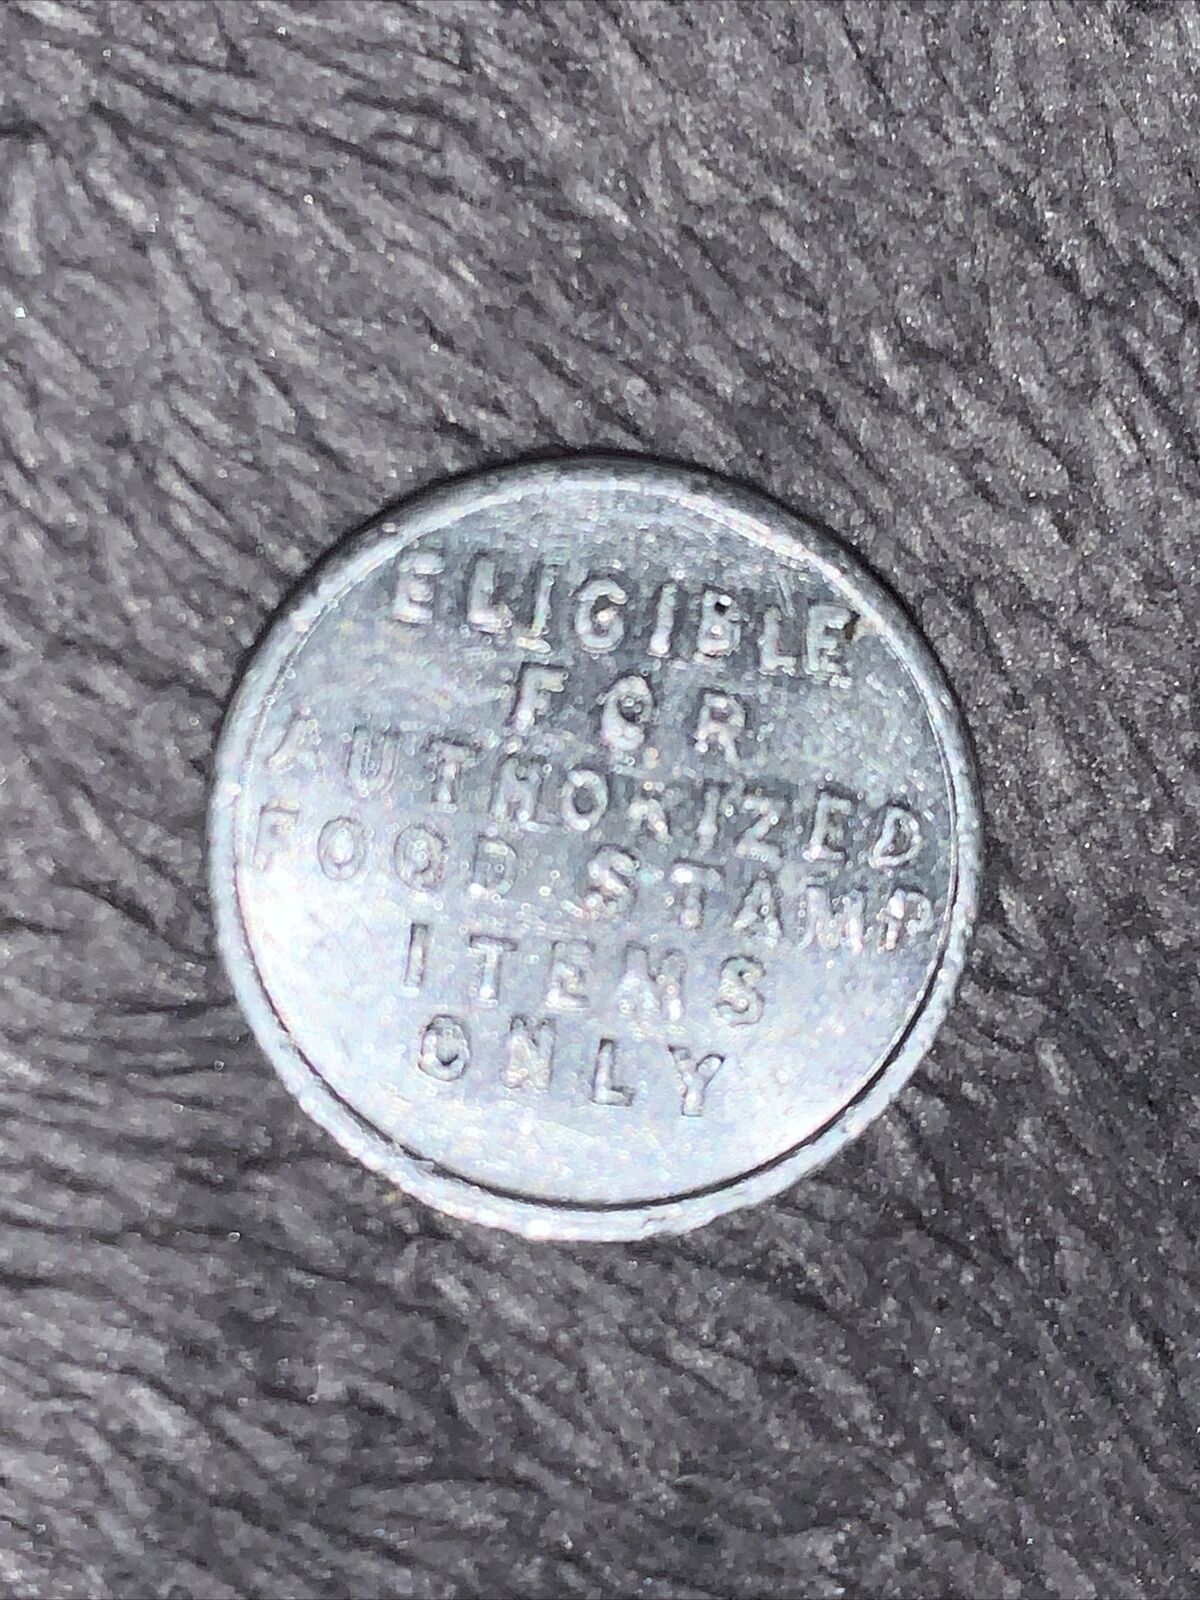 ELIGIBLE
FOR
AUTHORIZED
FOOD STAMP
ITEMS
ONLY